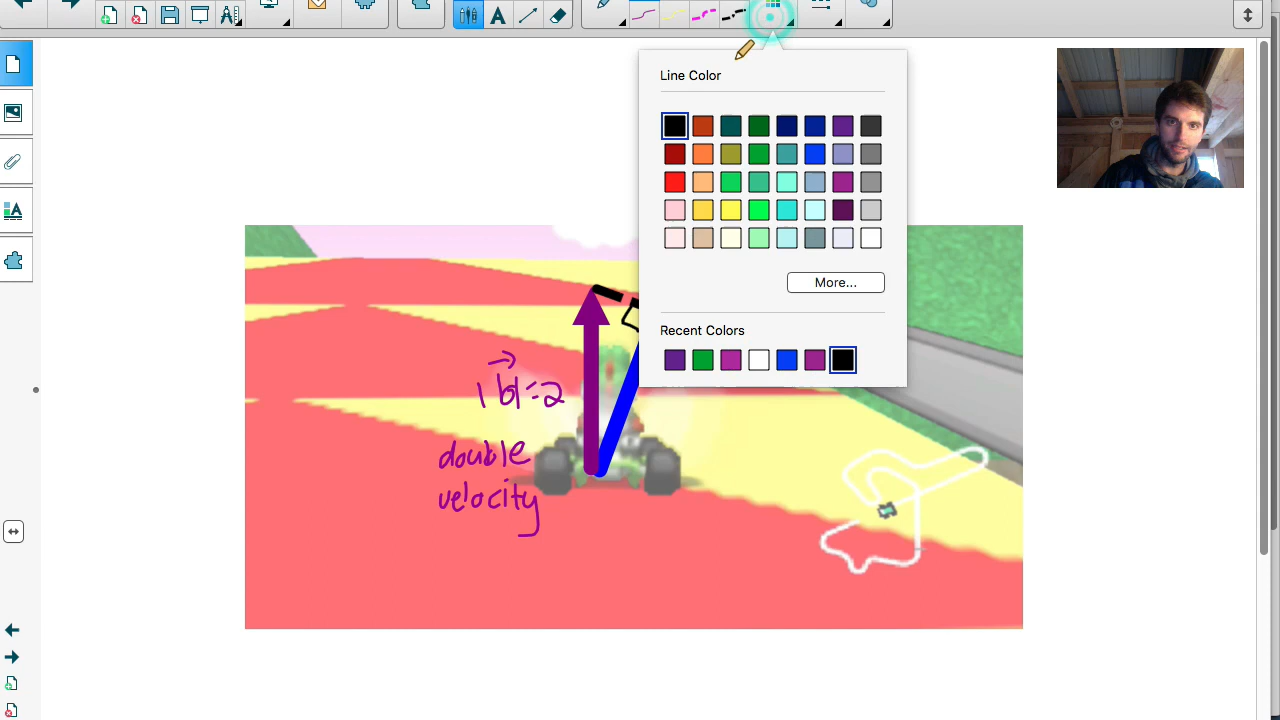 Line Color
More...
Recent Colors
|b|=2
double
velocity